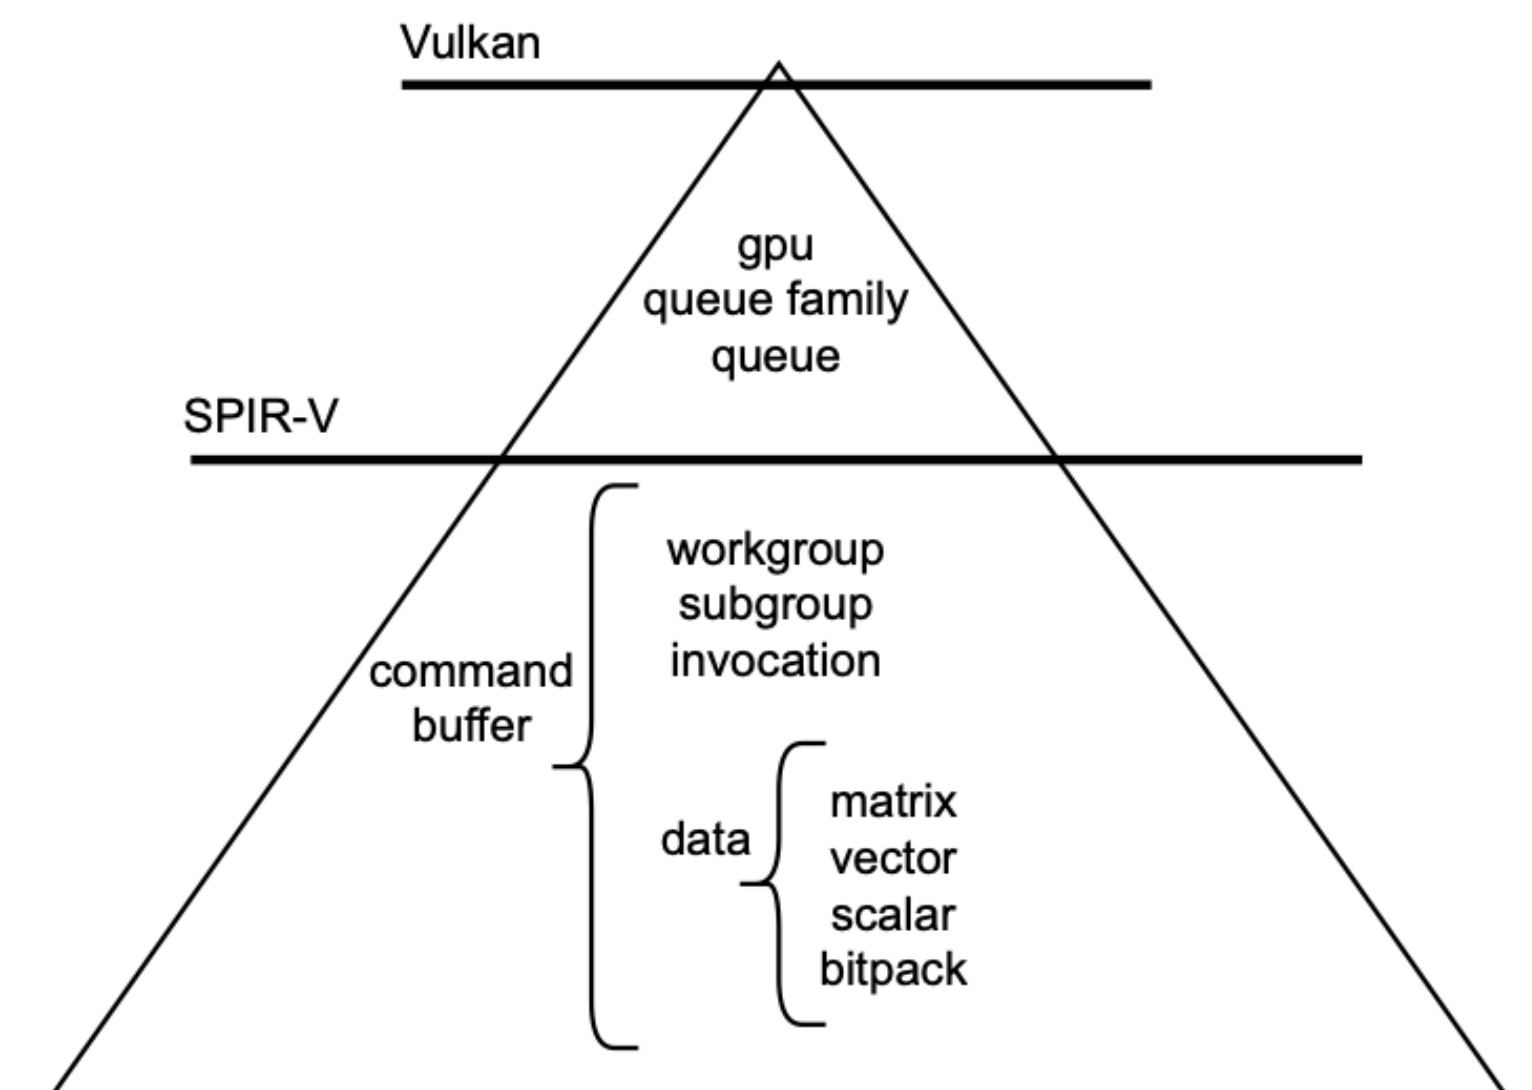 Vulkan
gpu
queue family
queue
SPIR-V
workgroup
subgroup
invocation
command
buffer
data
matrix
vector
scalar
bitpack